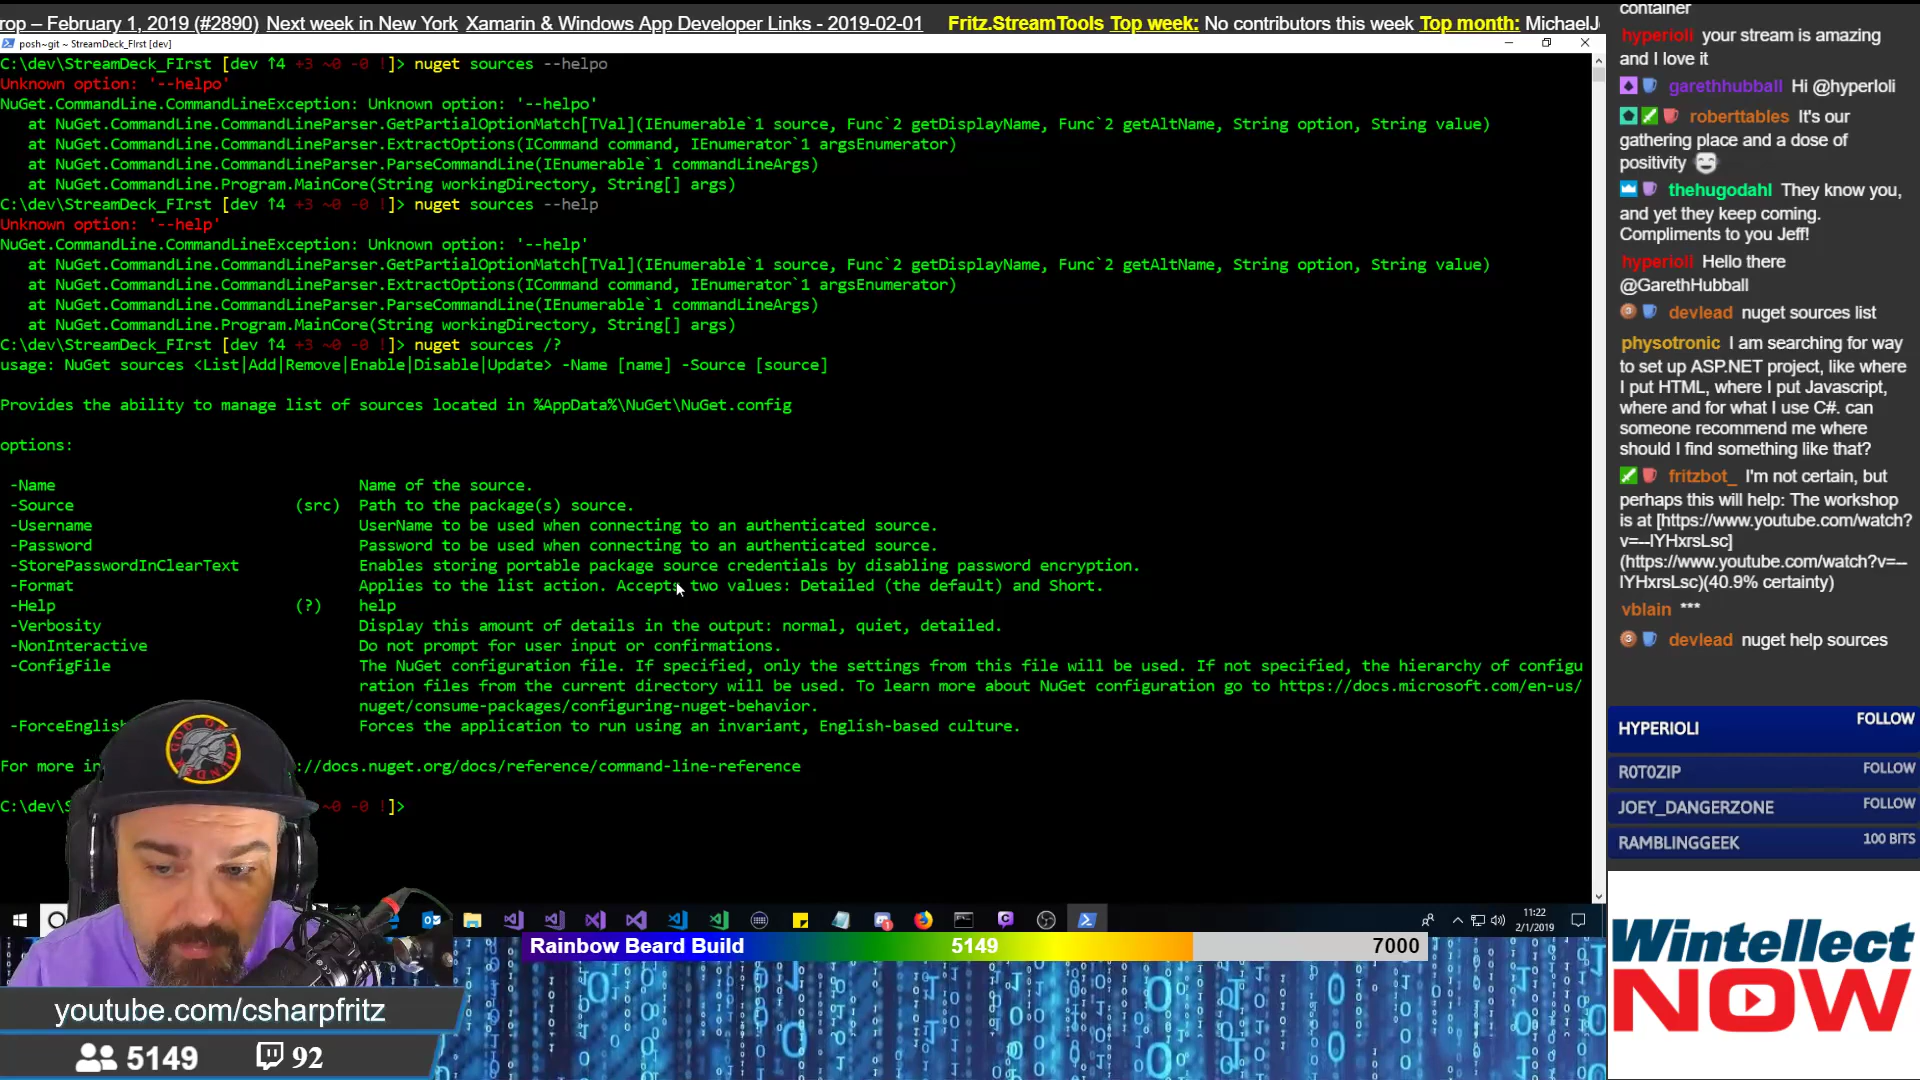 rop – February 1, 2019 (#2890) Next week in New York Xamarin & Windows App Developer Links - 2019-02-01 Fritz.StreamTools Top week: No contributors this week Top month: MichaelJ
posh~git ~ StreamDeck_FIrst [dev]
C:\dev\StreamDeck_FIrst [dev ↑4 +3 ~0 -0 !]> nuget sources --helpo
Unknown option: '--helpo'
NuGet.CommandLine.CommandLineException: Unknown option: '--helpo'
at NuGet.CommandLine.CommandLineParser.GetPartialOptionMatch[TVal](IEnumerable`1 source, Func`2 getDisplayName, Func`2 getAltName, String option, String value)
at NuGet.CommandLine.CommandLineParser.ExtractOptions(ICommand command, IEnumerator`1 argsEnumerator)
at NuGet.CommandLine.CommandLineParser.ParseCommandLine(IEnumerable`1 commandLineArgs)
at NuGet.CommandLine.Program.MainCore(String workingDirectory, String[] args)
C:\dev\StreamDeck_FIrst [dev ↑4 +3 ~0 -0 !]> nuget sources --help
Unknown option: '--help'
NuGet.CommandLine.CommandLineException: Unknown option: '--help'
at NuGet.CommandLine.CommandLineParser.GetPartialOptionMatch[TVal](IEnumerable`1 source, Func`2 getDisplayName, Func`2 getAltName, String option, String value)
at NuGet.CommandLine.CommandLineParser.ExtractOptions(ICommand command, IEnumerator`1 argsEnumerator)
at NuGet.CommandLine.CommandLineParser.ParseCommandLine(IEnumerable`1 commandLineArgs)
at NuGet.CommandLine.Program.MainCore(String workingDirectory, String[] args)
C:\dev\StreamDeck_FIrst [dev ↑4 +3 ~0 -0 !]> nuget sources /?
usage: NuGet sources <List|Add|Remove|Enable|Disable|Update> -Name [name] -Source [source]
Provides the ability to manage list of sources located in %AppData%\NuGet\NuGet.config
options:
-Name Name of the source.
-Source (src) Path to the package(s) source.
-Username UserName to be used when connecting to an authenticated source.
-Password Password to be used when connecting to an authenticated source.
-StorePasswordInClearText Enables storing portable package source credentials by disabling password encryption.
-Format Applies to the list action. Accepts two values: Detailed (the default) and Short.
-Help (?) help
-Verbosity Display this amount of details in the output: normal, quiet, detailed.
-NonInteractive Do not prompt for user input or confirmations.
-ConfigFile The NuGet configuration file. If specified, only the settings from this file will be used. If not specified, the hierarchy of configu
ration files from the current directory will be used. To learn more about NuGet configuration go to https://docs.microsoft.com/en-us/
nuget/consume-packages/configuring-nuget-behavior.
-ForceEnglish Forces the application to run using an invariant, English-based culture.
For more in ://docs.nuget.org/docs/reference/command-line-reference
C:\dev\S ~0 -0 !]>
GOD OF THUNDER
11:22
2/1/2019
Rainbow Beard Build 5149 7000
youtube.com/csharpfritz
5149 92
container
hyperioli your stream is amazing
and I love it
garethhubball Hi @hyperIoli
roberttables It's our
gathering place and a dose of
positivity
thehugodahl They know you,
and yet they keep coming.
Compliments to you Jeff!
hyperioli Hello there
@GarethHubball
devlead nuget sources list
physotronic I am searching for way
to set up ASP.NET project, like where
I put HTML, where I put Javascript,
where and for what I use C#. can
someone recommend me where
should I find something like that?
fritzbot_ I'm not certain, but
perhaps this will help: The workshop
is at [https://www.youtube.com/watch?
v=--lYHxrsLsc]
(https://www.youtube.com/watch?v=--
lYHxrsLsc)(40.9% certainty)
vblain ***
devlead nuget help sources
HYPERIOLI FOLLOW
R0T0ZIP FOLLOW
JOEY_DANGERZONE FOLLOW
RAMBLINGGEEK 100 BITS
Wintellect
NOW